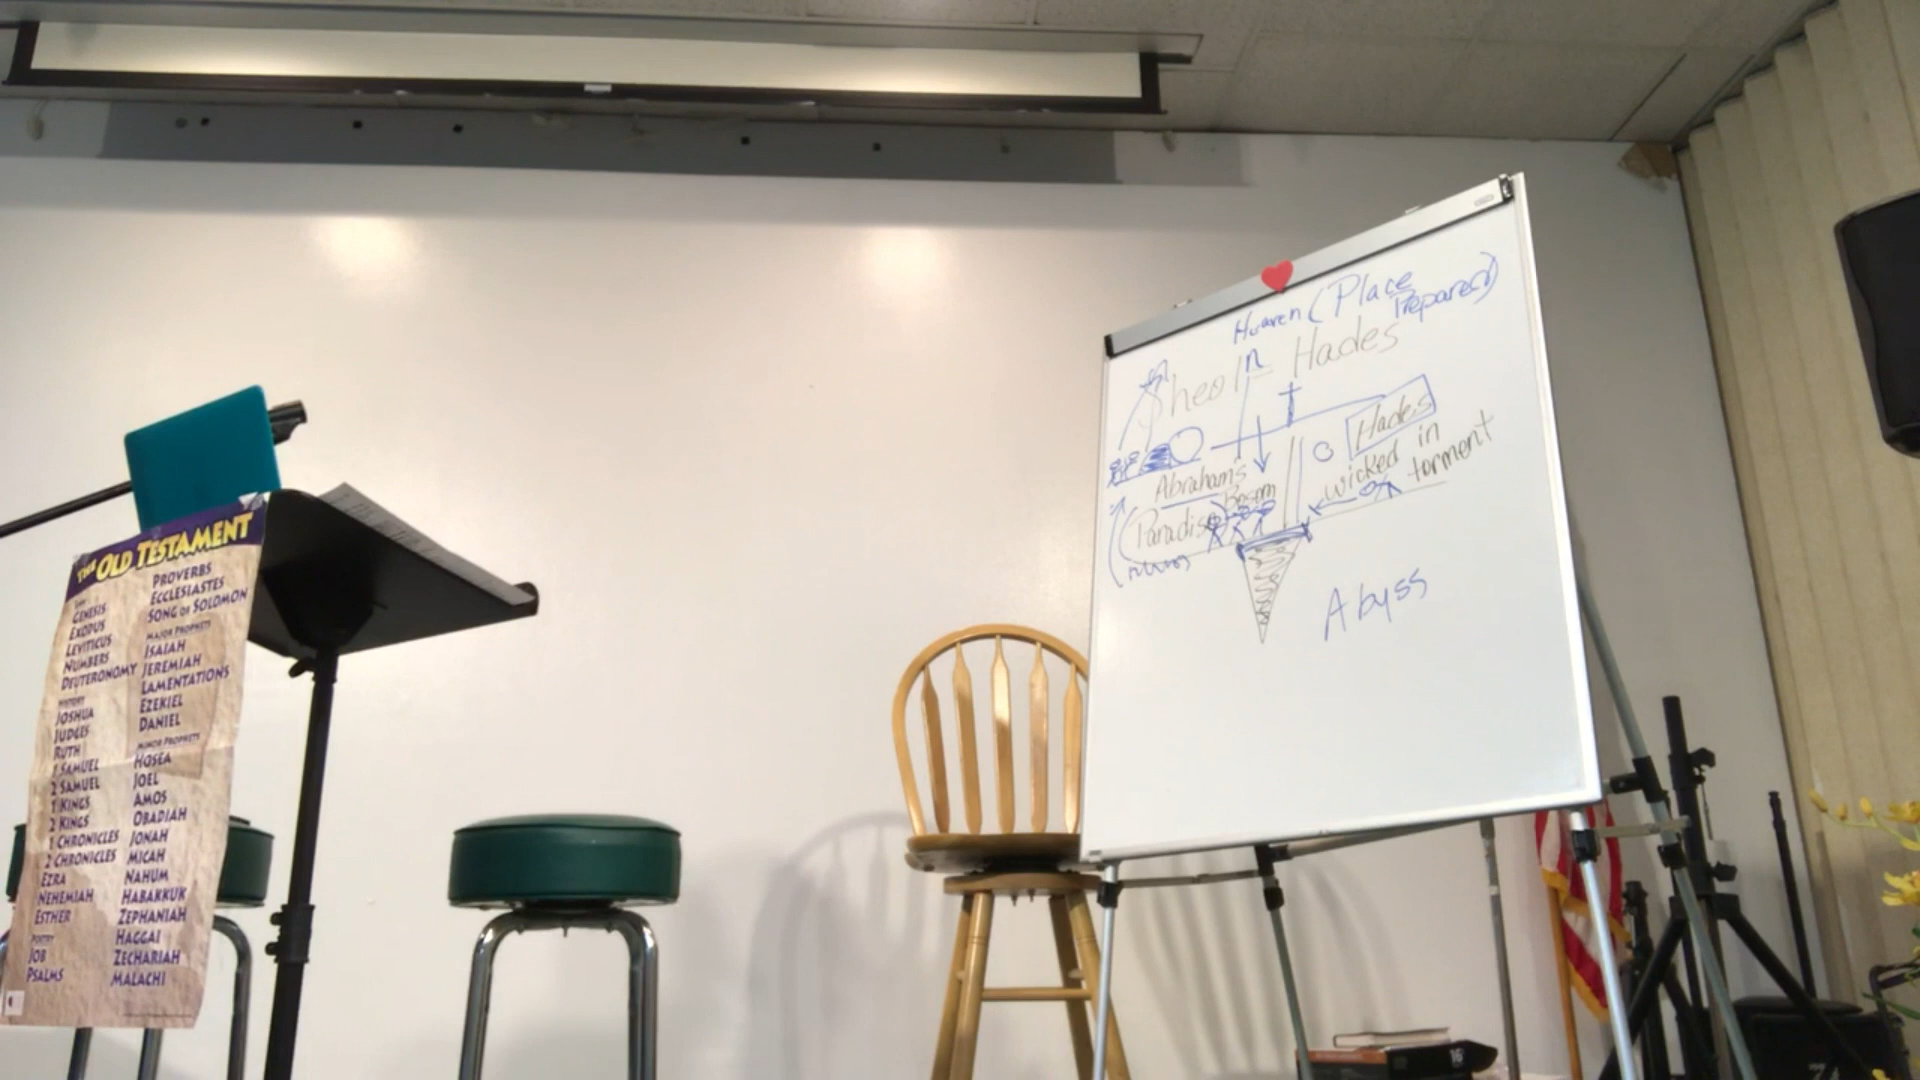 THE OLD TESTAMENT
LAW
GENESIS
EXODUS
LEVITICUS
NUMBERS
DEUTERONOMY
HISTORY
JOSHUA
JUDGES
RUTH
1 SAMUEL
2 SAMUEL
1 KINGS
2 KINGS
1 CHRONICLES
2 CHRONICLES
EZRA
NEHEMIAH
ESTHER
POETRY
JOB
PSALMS
PROVERBS
ECCLESIASTES
SONG OF SOLOMON
MAJOR PROPHETS
ISAIAH
JEREMIAH
LAMENTATIONS
EZEKIEL
DANIEL
MINOR PROPHETS
HOSEA
JOEL
AMOS
OBADIAH
JONAH
MICAH
NAHUM
HABAKKUK
ZEPHANIAH
HAGGAI
ZECHARIAH
MALACHI
Heaven (Place
Prepared)
Sheol - Hades
Hades
Abraham's
Bosom
wicked in
torment
(Paradise)
Abyss